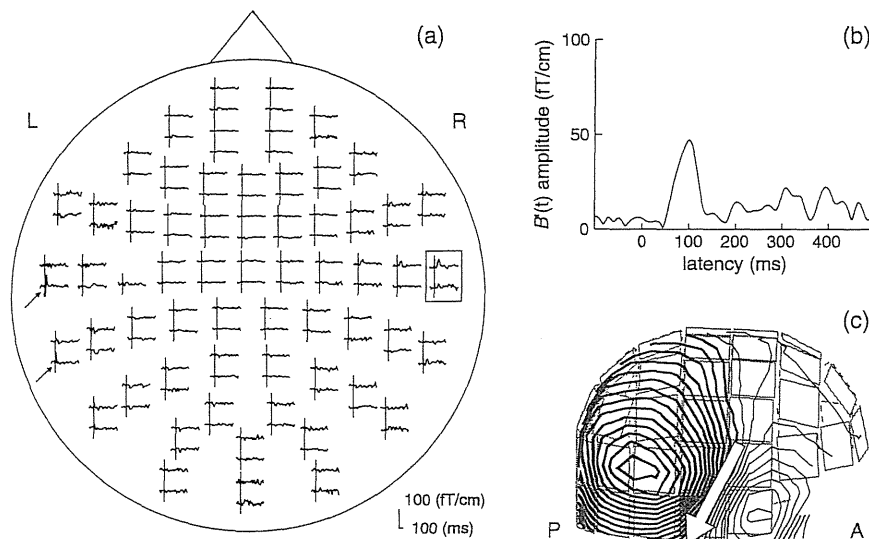 (a)
L
R
100 (fT/cm)
100 (ms)
(b)
100
50
0
B'(t) amplitude (fT/cm)
0 100 200 300 400
latency (ms)
(c)
P
A